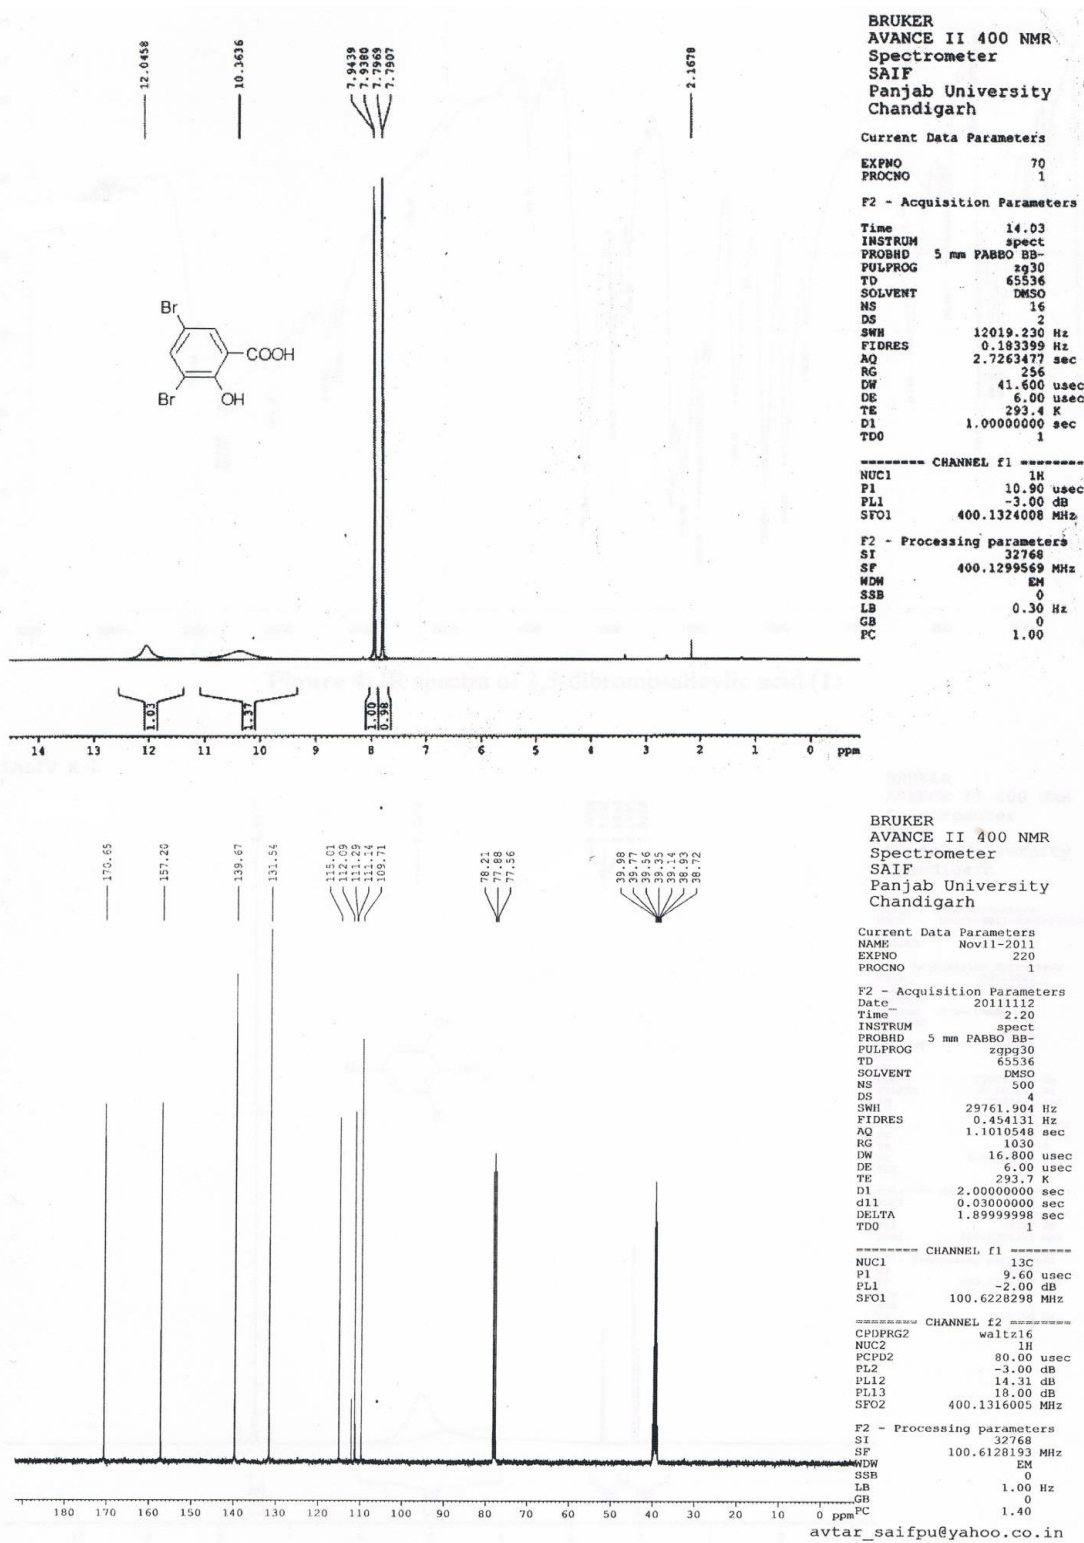 12.0458
10.3636
7.9439
7.9380
7.7969
7.7907
2.1678
BRUKER
AVANCE II 400 NMR
Spectrometer
SAIF
Panjab University
Chandigarh
Current Data Parameters
EXPNO 70
PROCNO 1
F2 - Acquisition Parameters
Time 14.03
INSTRUM spect
PROBHD 5 mm PABBO BB-
PULPROG zg30
TD 65536
SOLVENT DMSO
NS 16
DS 2
SWH 12019.230 Hz
FIDRES 0.183399 Hz
AQ 2.7263477 sec
RG 256
DW 41.600 usec
DE 6.00 usec
TE 293.4 K
D1 1.00000000 sec
TD0 1
======== CHANNEL f1 ========
NUC1 1H
P1 10.90 usec
PL1 -3.00 dB
SFO1 400.1324008 MHz
F2 - Processing parameters
SI 32768
SF 400.1299569 MHz
WDW EM
SSB 0
LB 0.30 Hz
GB 0
PC 1.00
Br
COOH
Br
OH
1.03
1.37
1.00
0.98
14 13 12 11 10 9 8 7 6 5 4 3 2 1 0 ppm
170.65
157.20
139.67
131.54
115.01
112.09
111.29
111.14
109.71
78.21
77.88
77.56
39.98
39.77
39.56
39.35
39.14
38.93
38.72
BRUKER
AVANCE II 400 NMR
Spectrometer
SAIF
Panjab University
Chandigarh
Current Data Parameters
NAME Nov11-2011
EXPNO 220
PROCNO 1
F2 - Acquisition Parameters
Date_ 20111112
Time 2.20
INSTRUM spect
PROBHD 5 mm PABBO BB-
PULPROG zgpg30
TD 65536
SOLVENT DMSO
NS 500
DS 4
SWH 29761.904 Hz
FIDRES 0.454131 Hz
AQ 1.1010548 sec
RG 1030
DW 16.800 usec
DE 6.00 usec
TE 293.7 K
D1 2.00000000 sec
d11 0.03000000 sec
DELTA 1.89999998 sec
TD0 1
======== CHANNEL f1 ========
NUC1 13C
P1 9.60 usec
PL1 -2.00 dB
SFO1 100.6228298 MHz
======== CHANNEL f2 ========
CPDPRG2 waltz16
NUC2 1H
PCPD2 80.00 usec
PL2 -3.00 dB
PL12 14.31 dB
PL13 18.00 dB
SFO2 400.1316005 MHz
F2 - Processing parameters
SI 32768
SF 100.6128193 MHz
WDW EM
SSB 0
LB 1.00 Hz
GB 0
PC 1.40
180 170 160 150 140 130 120 110 100 90 80 70 60 50 40 30 20 10 0 ppm
avtar_saifpu@yahoo.co.in